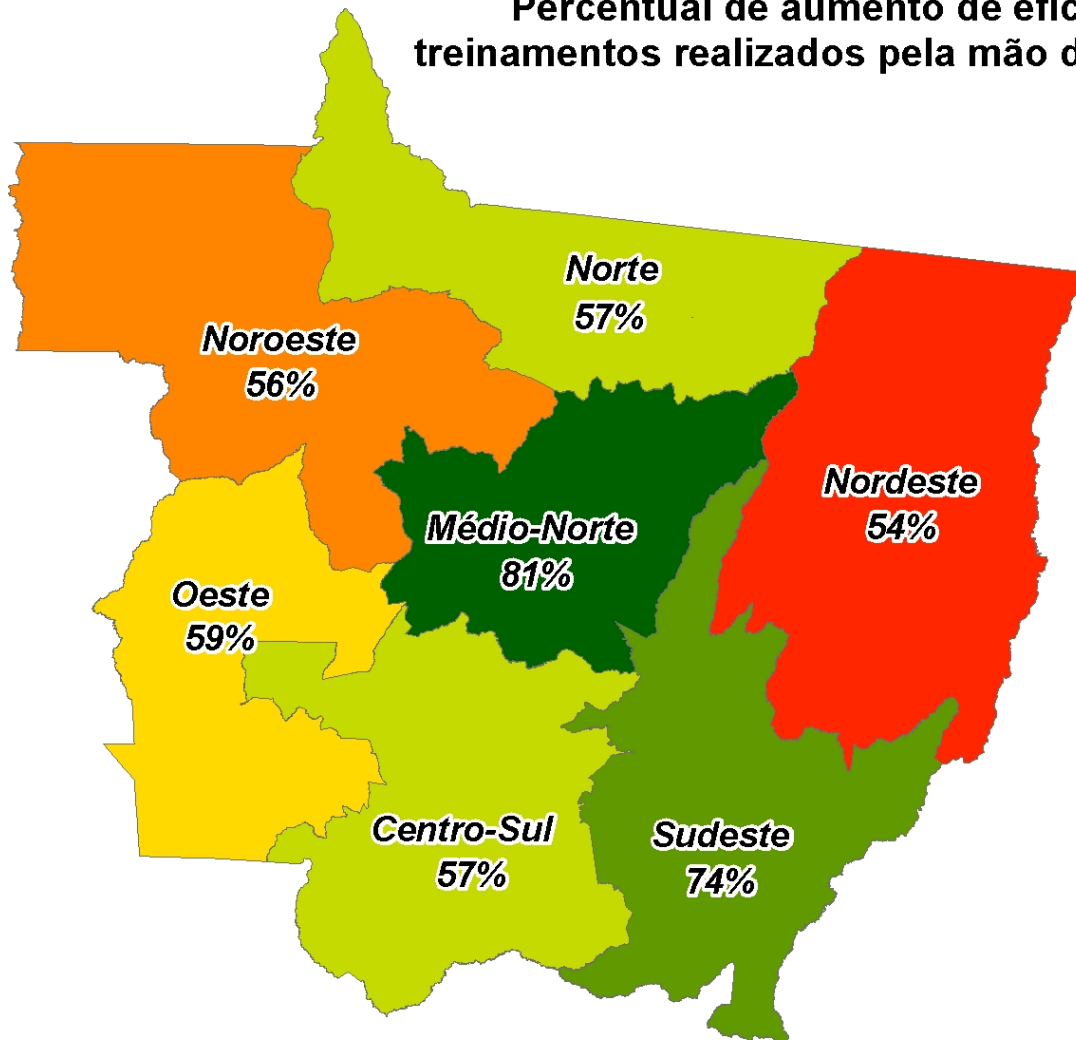 Percentual de aumento de efic
treinamentos realizados pela mão d
Norte
57%
Noroeste
56%
Nordeste
54%
Médio-Norte
81%
Oeste
59%
Centro-Sul
57%
Sudeste
74%